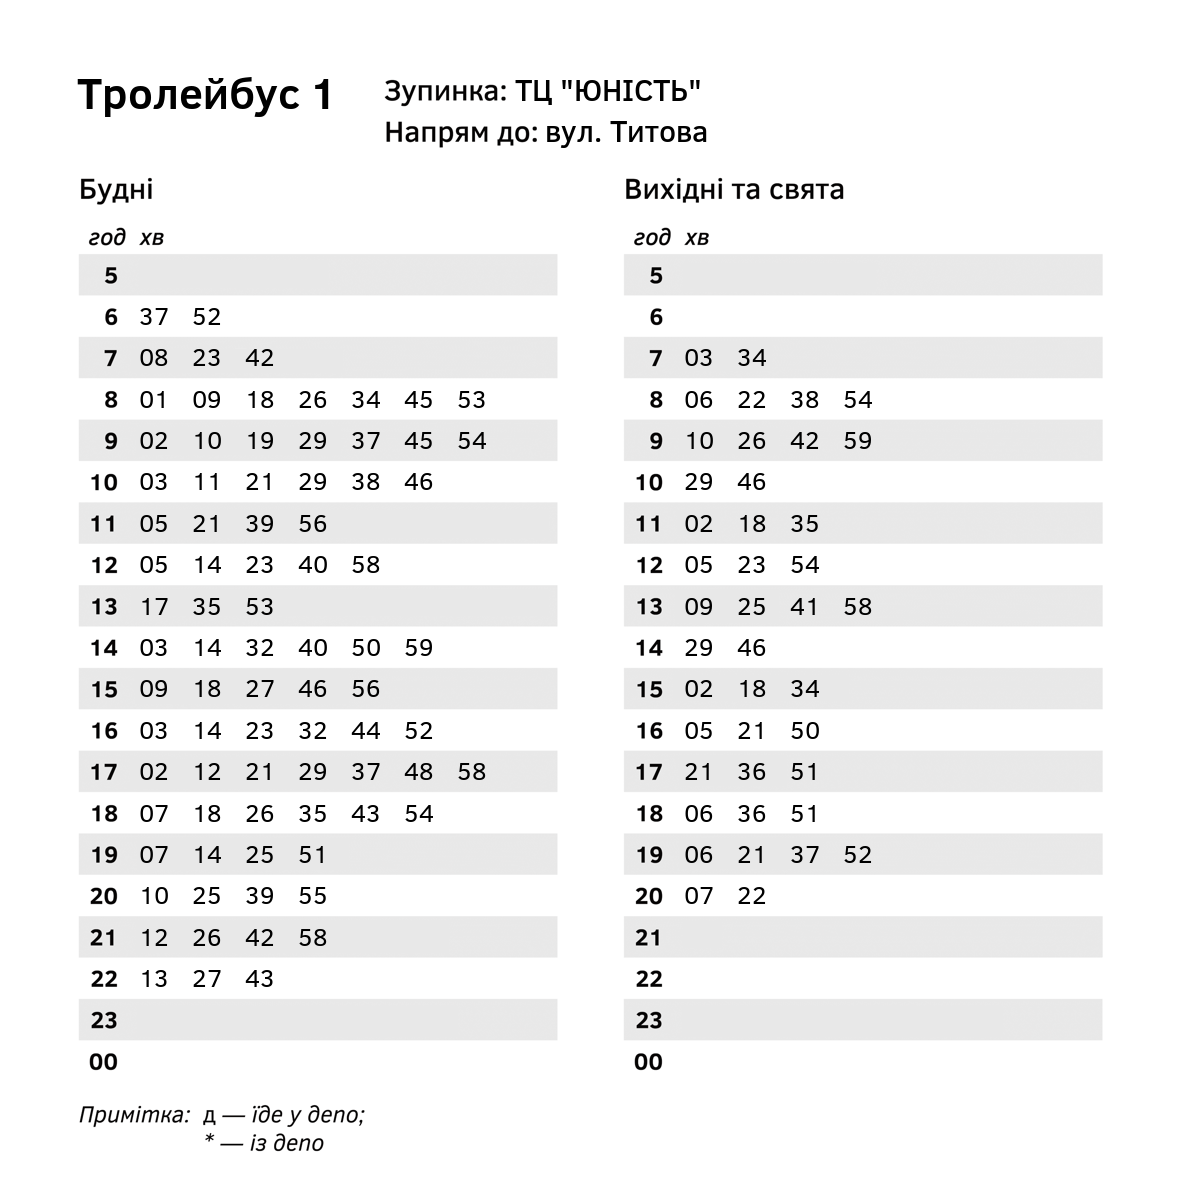 Тролейбус 1
Зупинка: ТЦ "ЮНІСТЬ"
Напрям до: вул. Титова
Будні
год хв
5
6 37 52
7 08 23 42
8 01 09 18 26 34 45 53
9 02 10 19 29 37 45 54
10 03 11 21 29 38 46
11 05 21 39 56
12 05 14 23 40 58
13 17 35 53
14 03 14 32 40 50 59
15 09 18 27 46 56
16 03 14 23 32 44 52
17 02 12 21 29 37 48 58
18 07 18 26 35 43 54
19 07 14 25 51
20 10 25 39 55
21 12 26 42 58
22 13 27 43
23
00
Вихідні та свята
год хв
5
6
7 03 34
8 06 22 38 54
9 10 26 42 59
10 29 46
11 02 18 35
12 05 23 54
13 09 25 41 58
14 29 46
15 02 18 34
16 05 21 50
17 21 36 51
18 06 36 51
19 06 21 37 52
20 07 22
21
22
23
00
Примітка: д — їде у депо;
* — із депо